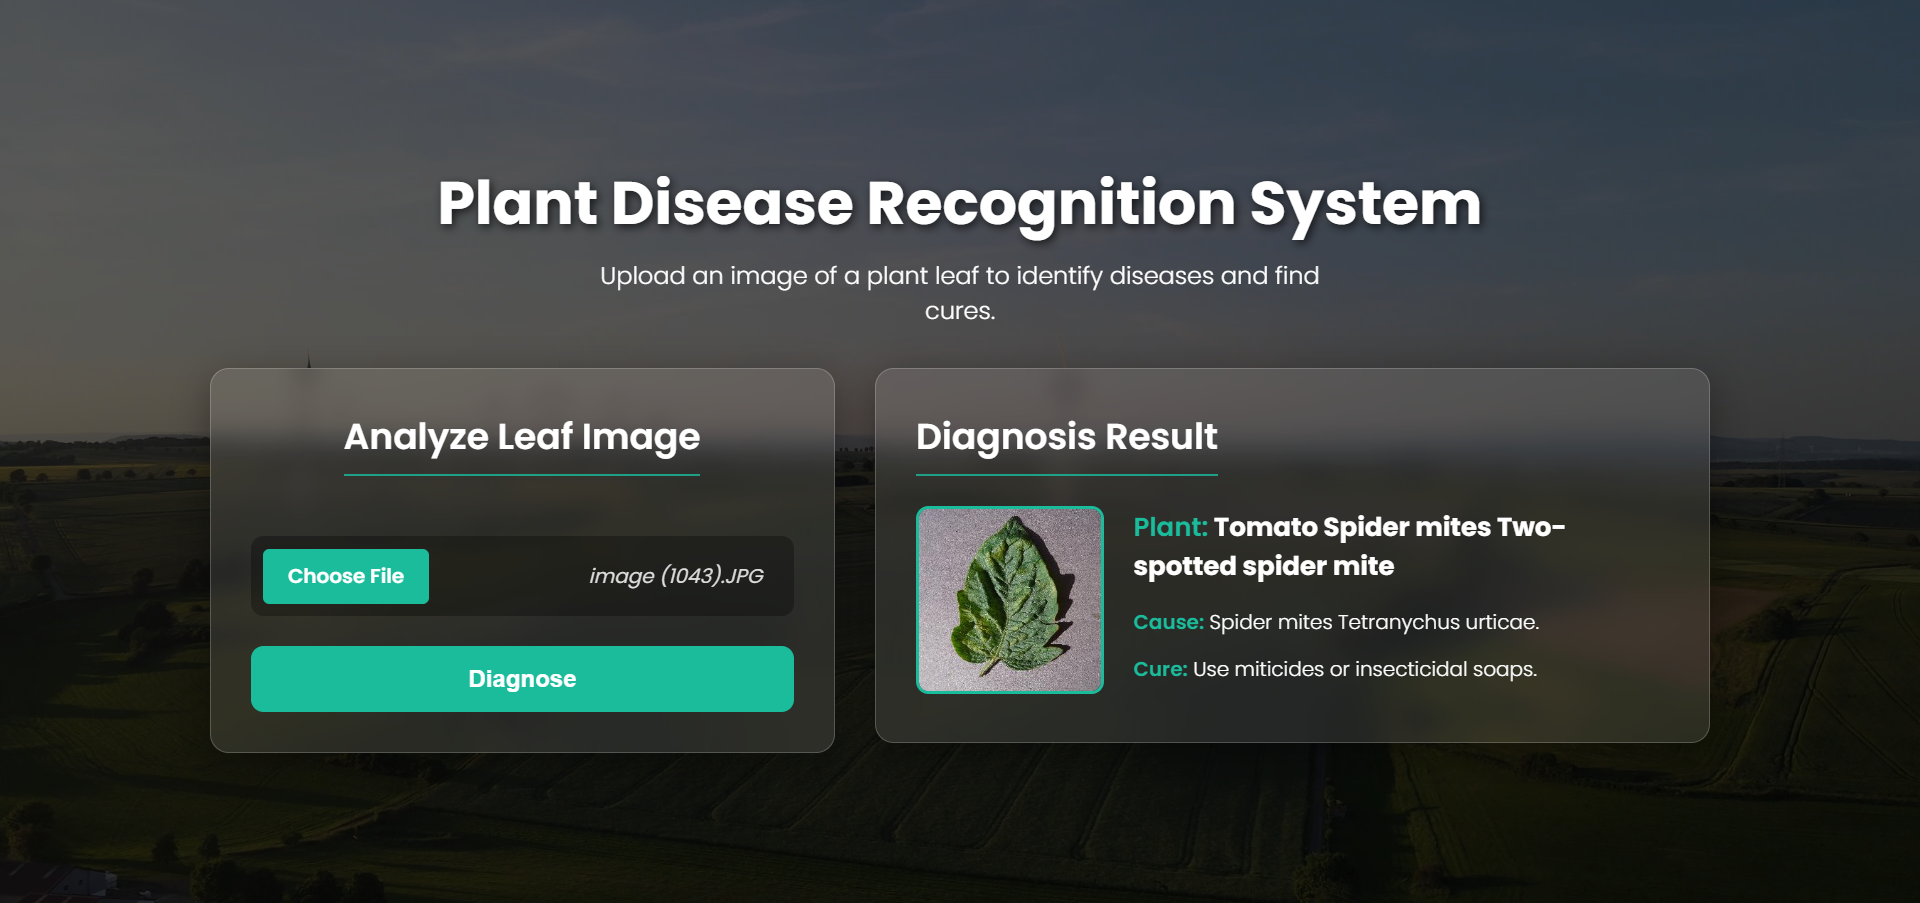 Plant Disease Recognition System
Upload an image of a plant leaf to identify diseases and find
cures.
Analyze Leaf Image
Choose File
image (1043).JPG
Diagnose
Diagnosis Result
Plant: Tomato Spider mites Two-
spotted spider mite
Cause: Spider mites Tetranychus urticae.
Cure: Use miticides or insecticidal soaps.